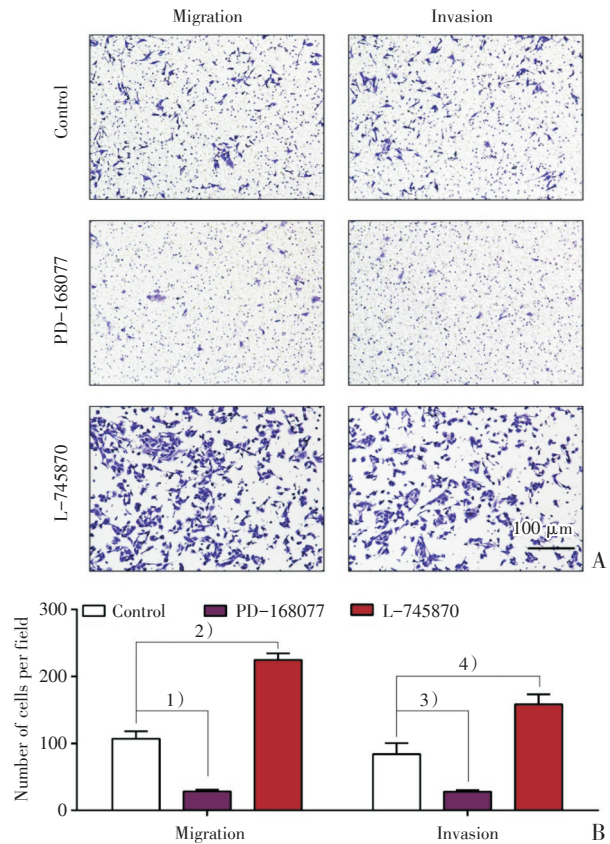 Migration Invasion
Control
PD-168077
L-745870
100 μm
A
300
200
100
0
Number of cells per field
Control PD-168077 L-745870
2)
1)
4)
3)
Migration Invasion
B